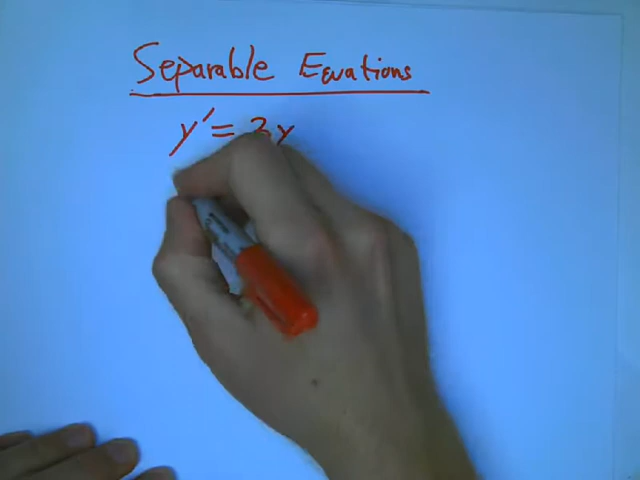 Separable Equations
y' = 3y